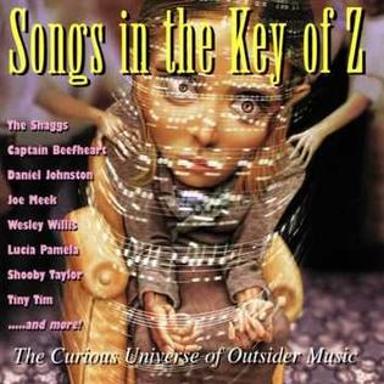 Songs in the Key of Z
The Shaggs
Captain Beefheart
Daniel Johnston
Joe Meek
Wesley Willis
Lucia Pamela
Shooby Taylor
Tiny Tim
.....and more!
The Curious Universe of Outsider Music